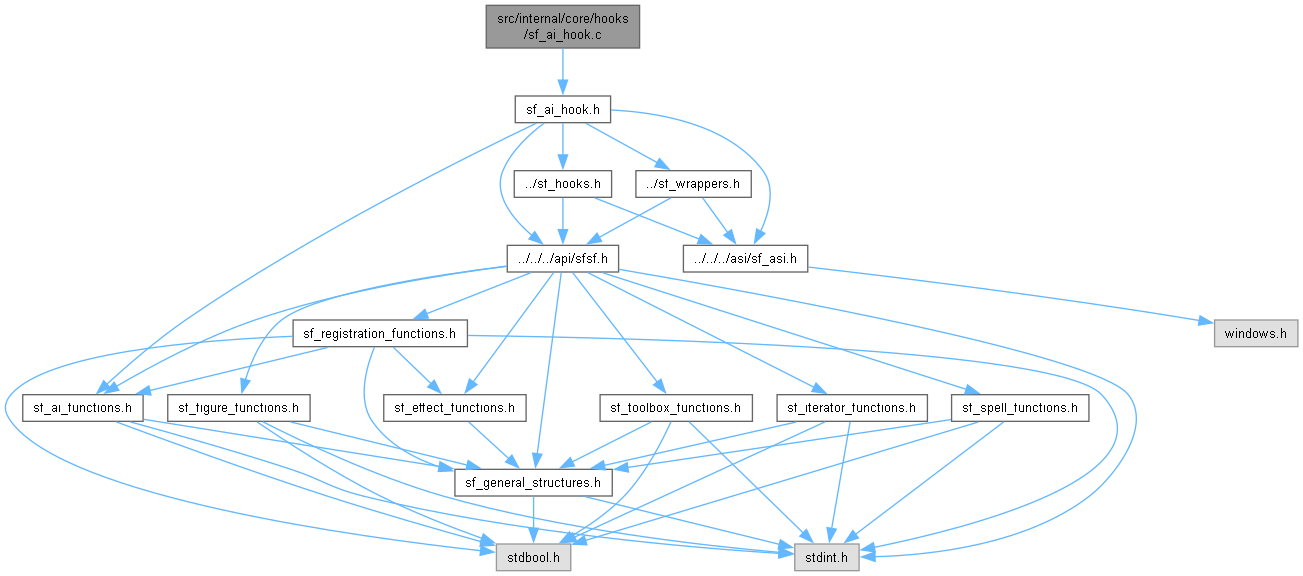 src/internal/core/hooks
/sf_ai_hook.c
sf_ai_hook.h
../sf_hooks.h
../sf_wrappers.h
../../../api/sfsf.h
../../../asi/sf_asi.h
sf_registration_functions.h
windows.h
sf_ai_functions.h
sf_figure_functions.h
sf_effect_functions.h
sf_toolbox_functions.h
sf_iterator_functions.h
sf_spell_functions.h
sf_general_structures.h
stdbool.h
stdint.h